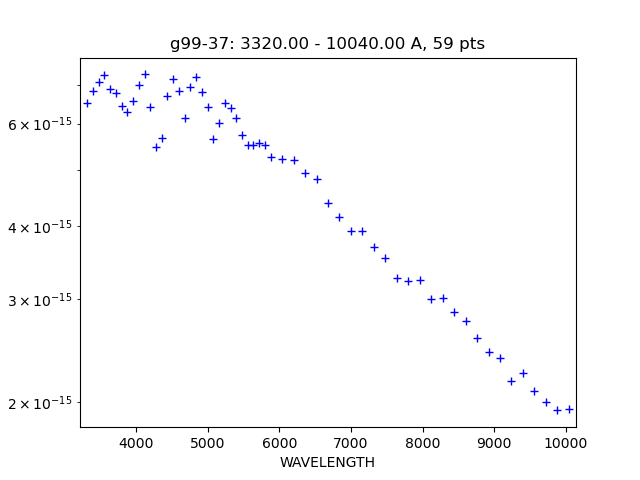 g99-37: 3320.00 - 10040.00 A, 59 pts
6 × 10⁻¹⁵
4 × 10⁻¹⁵
3 × 10⁻¹⁵
2 × 10⁻¹⁵
4000 5000 6000 7000 8000 9000 10000
WAVELENGTH